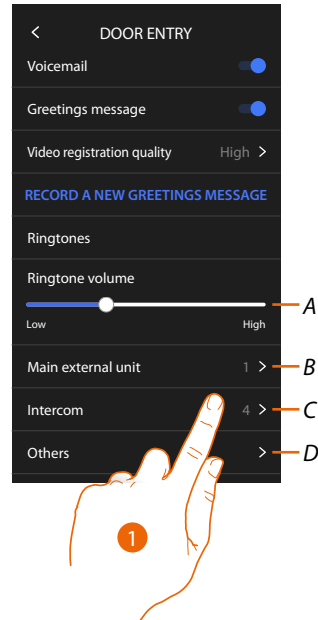 < DOOR ENTRY
Voicemail
Greetings message
Video registration quality High >
RECORD A NEW GREETINGS MESSAGE
Ringtones
Ringtone volume
A
Low High
Main external unit 1 > B
Intercom 4 > C
Others > D
1